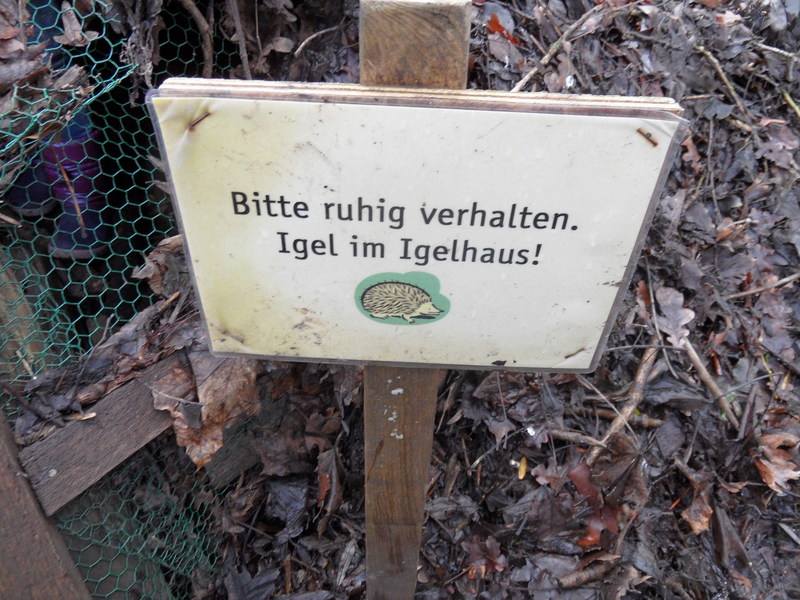 Bitte ruhig verhalten.
Igel im Igelhaus!